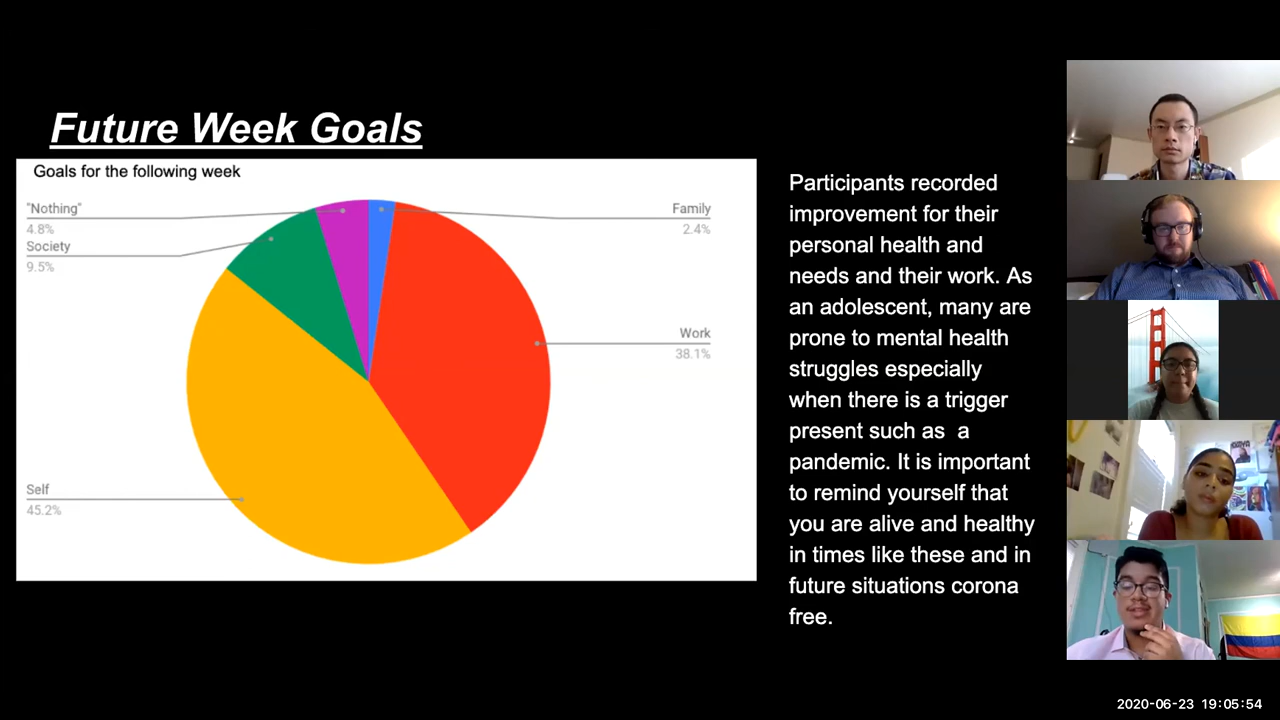 Future Week Goals
Goals for the following week
"Nothing"
4.8%
Society
9.5%
Self
45.2%
Family
2.4%
Work
38.1%
Participants recorded
improvement for their
personal health and
needs and their work. As
an adolescent, many are
prone to mental health
struggles especially
when there is a trigger
present such as  a
pandemic. It is important
to remind yourself that
you are alive and healthy
in times like these and in
future situations corona
free.
2020-06-23 19:05:54